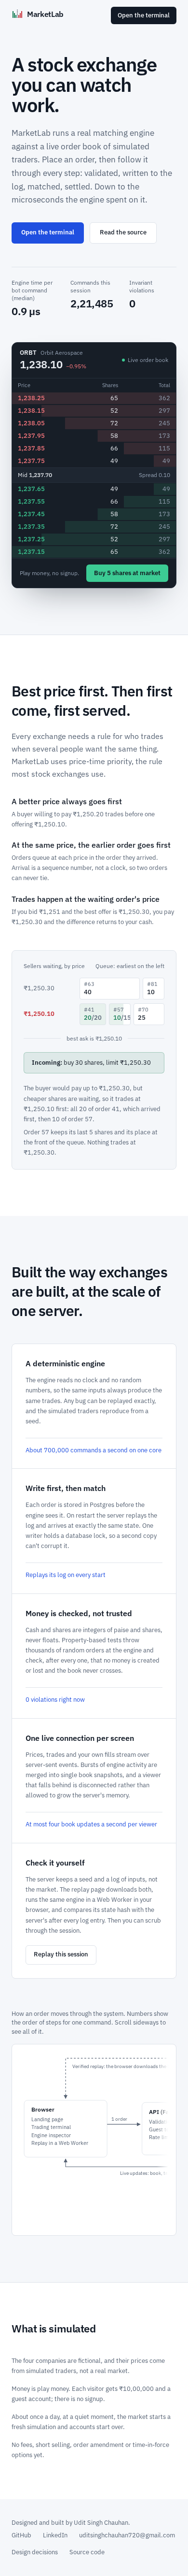 MarketLab
Open the terminal
A stock exchange
you can watch
work.
MarketLab runs a real matching engine
against a live order book of simulated
traders. Place an order, then follow it
through every step: validated, written to the
log, matched, settled. Down to the
microseconds the engine spent on it.
Open the terminal
Read the source
Engine time per
bot command
(median)
0.9 µs
Commands this
session
2,21,485
Invariant
violations
0
ORBT Orbit Aerospace
1,238.10 −0.95%
Live order book
Price Shares Total
1,238.25 65 362
1,238.15 52 297
1,238.05 72 245
1,237.95 58 173
1,237.85 66 115
1,237.75 49 49
Mid 1,237.70 Spread 0.10
1,237.65 49 49
1,237.55 66 115
1,237.45 58 173
1,237.35 72 245
1,237.25 52 297
1,237.15 65 362
Play money, no signup.
Buy 5 shares at market
Best price first. Then first
come, first served.
Every exchange needs a rule for who trades
when several people want the same thing.
MarketLab uses price-time priority, the rule
most stock exchanges use.
A better price always goes first
A buyer willing to pay ₹1,250.20 trades before one
offering ₹1,250.10.
At the same price, the earlier order goes first
Orders queue at each price in the order they arrived.
Arrival is a sequence number, not a clock, so two orders
can never tie.
Trades happen at the waiting order's price
If you bid ₹1,251 and the best offer is ₹1,250.30, you pay
₹1,250.30 and the difference returns to your cash.
Sellers waiting, by price Queue: earliest on the left
₹1,250.30
#63
40
#81
10
₹1,250.10
#41
20/20
#57
10/15
#70
25
best ask is ₹1,250.10
Incoming: buy 30 shares, limit ₹1,250.30
The buyer would pay up to ₹1,250.30, but
cheaper shares are waiting, so it trades at
₹1,250.10 first: all 20 of order 41, which arrived
first, then 10 of order 57.
Order 57 keeps its last 5 shares and its place at
the front of the queue. Nothing trades at
₹1,250.30.
Built the way exchanges
are built, at the scale of
one server.
A deterministic engine
The engine reads no clock and no random
numbers, so the same inputs always produce the
same trades. Any bug can be replayed exactly,
and the simulated traders reproduce from a
seed.
About 700,000 commands a second on one core
Write first, then match
Each order is stored in Postgres before the
engine sees it. On restart the server replays the
log and arrives at exactly the same state. One
writer holds a database lock, so a second copy
can't corrupt it.
Replays its log on every start
Money is checked, not trusted
Cash and shares are integers of paise and shares,
never floats. Property-based tests throw
thousands of random orders at the engine and
check, after every one, that no money is created
or lost and the book never crosses.
0 violations right now
One live connection per screen
Prices, trades and your own fills stream over
server-sent events. Bursts of engine activity are
merged into single book snapshots, and a viewer
that falls behind is disconnected rather than
allowed to grow the server's memory.
At most four book updates a second per viewer
Check it yourself
The server keeps a seed and a log of inputs, not
the market. The replay page downloads both,
runs the same engine in a Web Worker in your
browser, and compares its state hash with the
server's after every log entry. Then you can scrub
through the session.
Replay this session
How an order moves through the system. Numbers show
the order of steps for one command. Scroll sideways to
see all of it.
Verified replay: the browser downloads
Browser
Landing page
Trading terminal
Engine inspector
Replay in a Web Worker
1 order
API
Live updates: book,
What is simulated
The four companies are fictional, and their prices come
from simulated traders, not a real market.
Money is play money. Each visitor gets ₹10,00,000 and a
guest account; there is no signup.
About once a day, at a quiet moment, the market starts a
fresh simulation and accounts start over.
No fees, short selling, order amendment or time-in-force
options yet.
Designed and built by Udit Singh Chauhan.
GitHub LinkedIn uditsinghchauhan720@gmail.com
Design decisions Source code